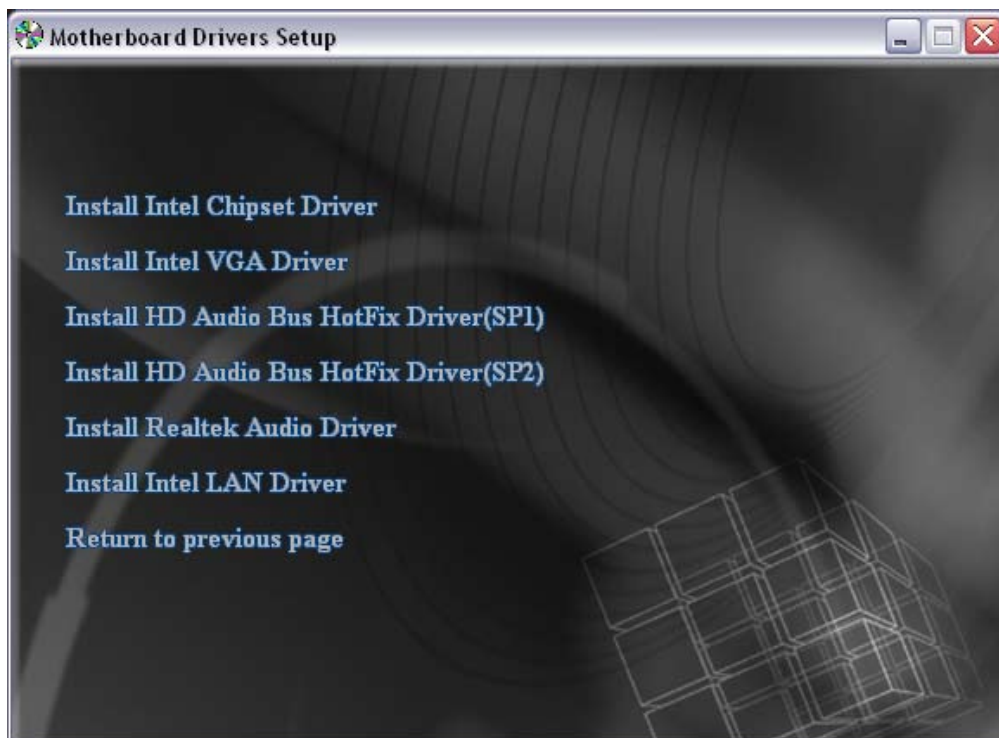 Motherboard Drivers Setup
Install Intel Chipset Driver
Install Intel VGA Driver
Install HD Audio Bus HotFix Driver(SP1)
Install HD Audio Bus HotFix Driver(SP2)
Install Realtek Audio Driver
Install Intel LAN Driver
Return to previous page